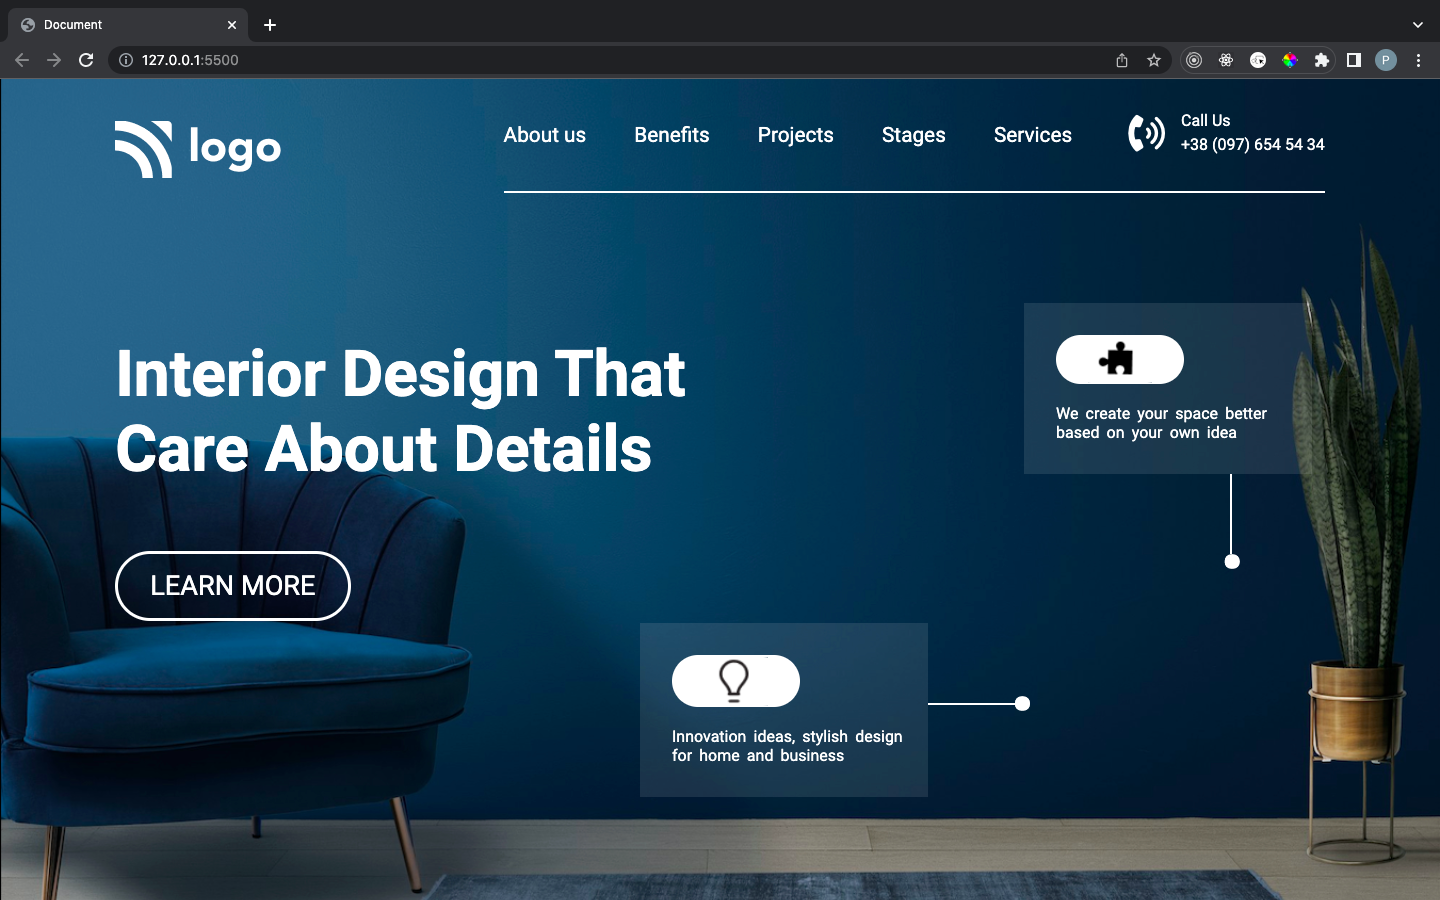 Document
127.0.0.1:5500
P
logo
About us
Benefits
Projects
Stages
Services
Call Us
+38 (097) 654 54 34
Interior Design That
Care About Details
We create your space better
based on your own idea
LEARN MORE
Innovation ideas, stylish design
for home and business